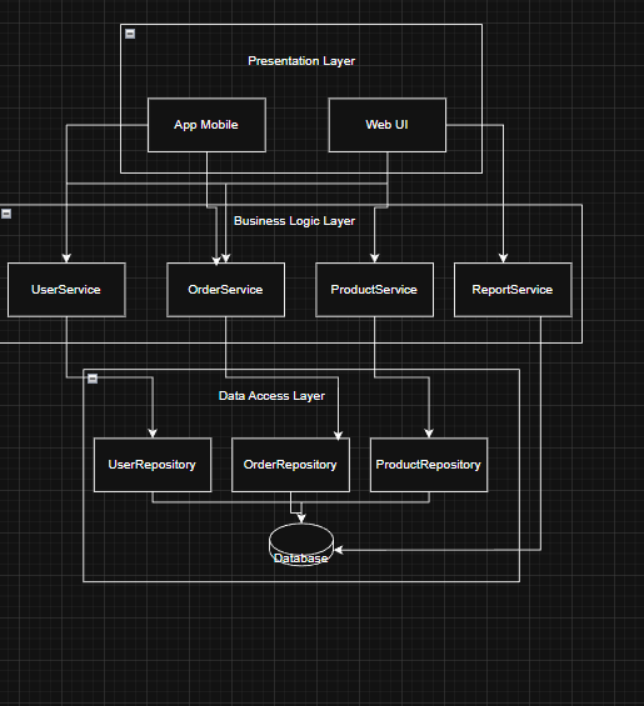 Presentation Layer
App Mobile
Web UI
Business Logic Layer
UserService
OrderService
ProductService
ReportService
Data Access Layer
UserRepository
OrderRepository
ProductRepository
Database